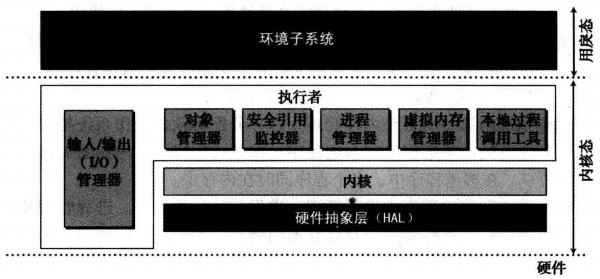 环境子系统
用户态
执行者
输入/输出
（I/O）
管理器
对象
管理器
安全引用
监控器
进程
管理器
虚拟内存
管理器
本地过程
调用工具
内核态
内核
硬件抽象层（HAL）
硬件